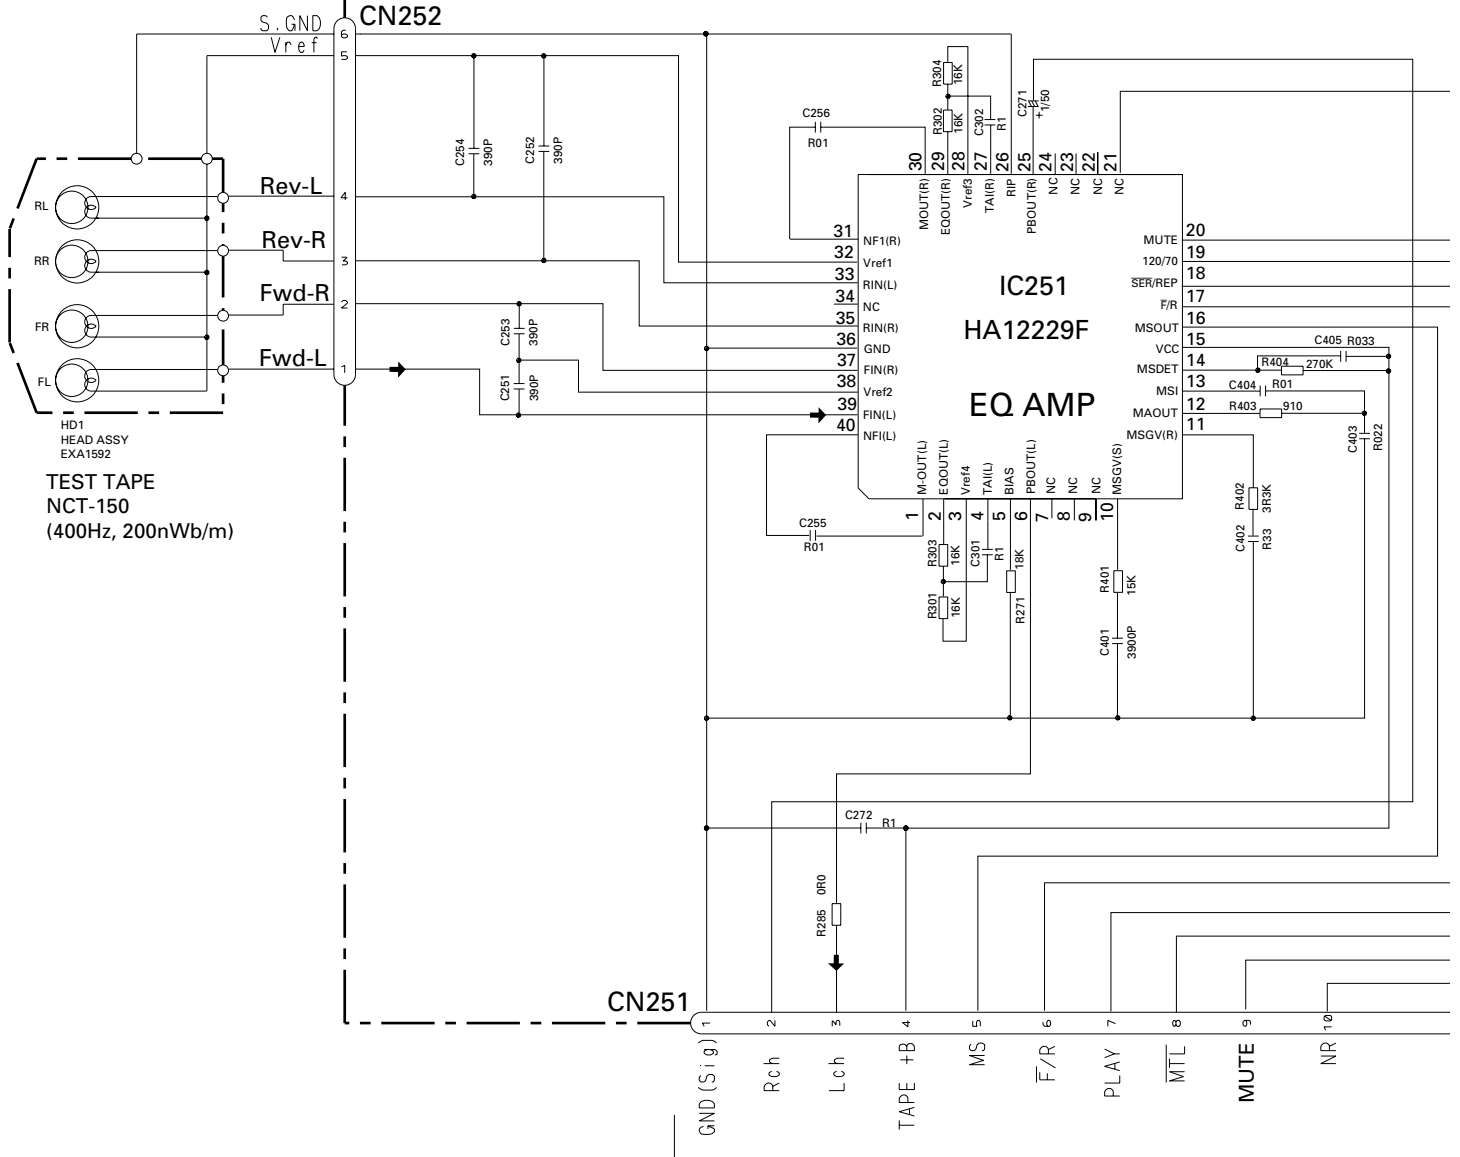 CN252
S.GND
Vref
6
5
4
3
2
1
Rev-L
Rev-R
Fwd-R
Fwd-L
RL
RR
FR
FL
HD1
HEAD ASSY
EXA1592
TEST TAPE
NCT-150
(400Hz, 200nWb/m)
C254
390P
C252
390P
C253
390P
C251
390P
C256
R01
C255
R01
R304
16K
R302
16K
C302
R1
C271
+1/50
30
29
28
27
26
25
24
23
22
21
MOUT(R)
EQOUT(R)
Vref3
TAI(R)
RIP
PBOUT(R)
NC
NC
NC
NC
31
NF1(R)
32
Vref1
33
RIN(L)
34
NC
35
RIN(R)
36
GND
37
FIN(R)
38
Vref2
39
FIN(L)
40
NFI(L)
IC251
HA12229F
EQ AMP
MUTE
20
120/70
19
SER/REP
18
F/R
17
MSOUT
16
VCC
15
MSDET
14
MSI
13
MAOUT
12
MSGV(R)
11
M-OUT(L)
EQOUT(L)
Vref4
TAI(L)
BIAS
PBOUT(L)
NC
NC
NC
MSGV(S)
1
2
3
4
5
6
7
8
9
10
C405 R033
R404 270K
C404 R01
R403 910
C403
R022
R402
3R3K
C402
R33
R303
16K
R301
16K
C301
R1
18K
R271
R401
15K
C401
3900P
C272
R1
R285 0R0
CN251
1
2
3
4
5
6
7
8
9
10
GND(Sig)
Rch
Lch
TAPE +B
MS
F/R
PLAY
MTL
MUTE
NR